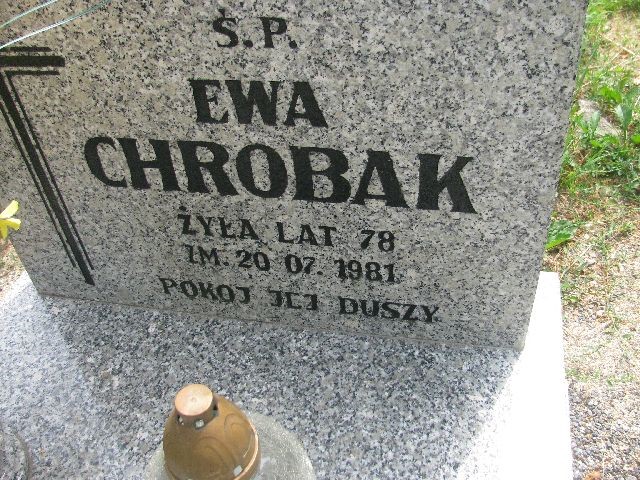 Ś.P.
EWA
CHROBAK
ŻYŁA LAT 78
ZM. 20.07.1981
POKÓJ JEJ DUSZY